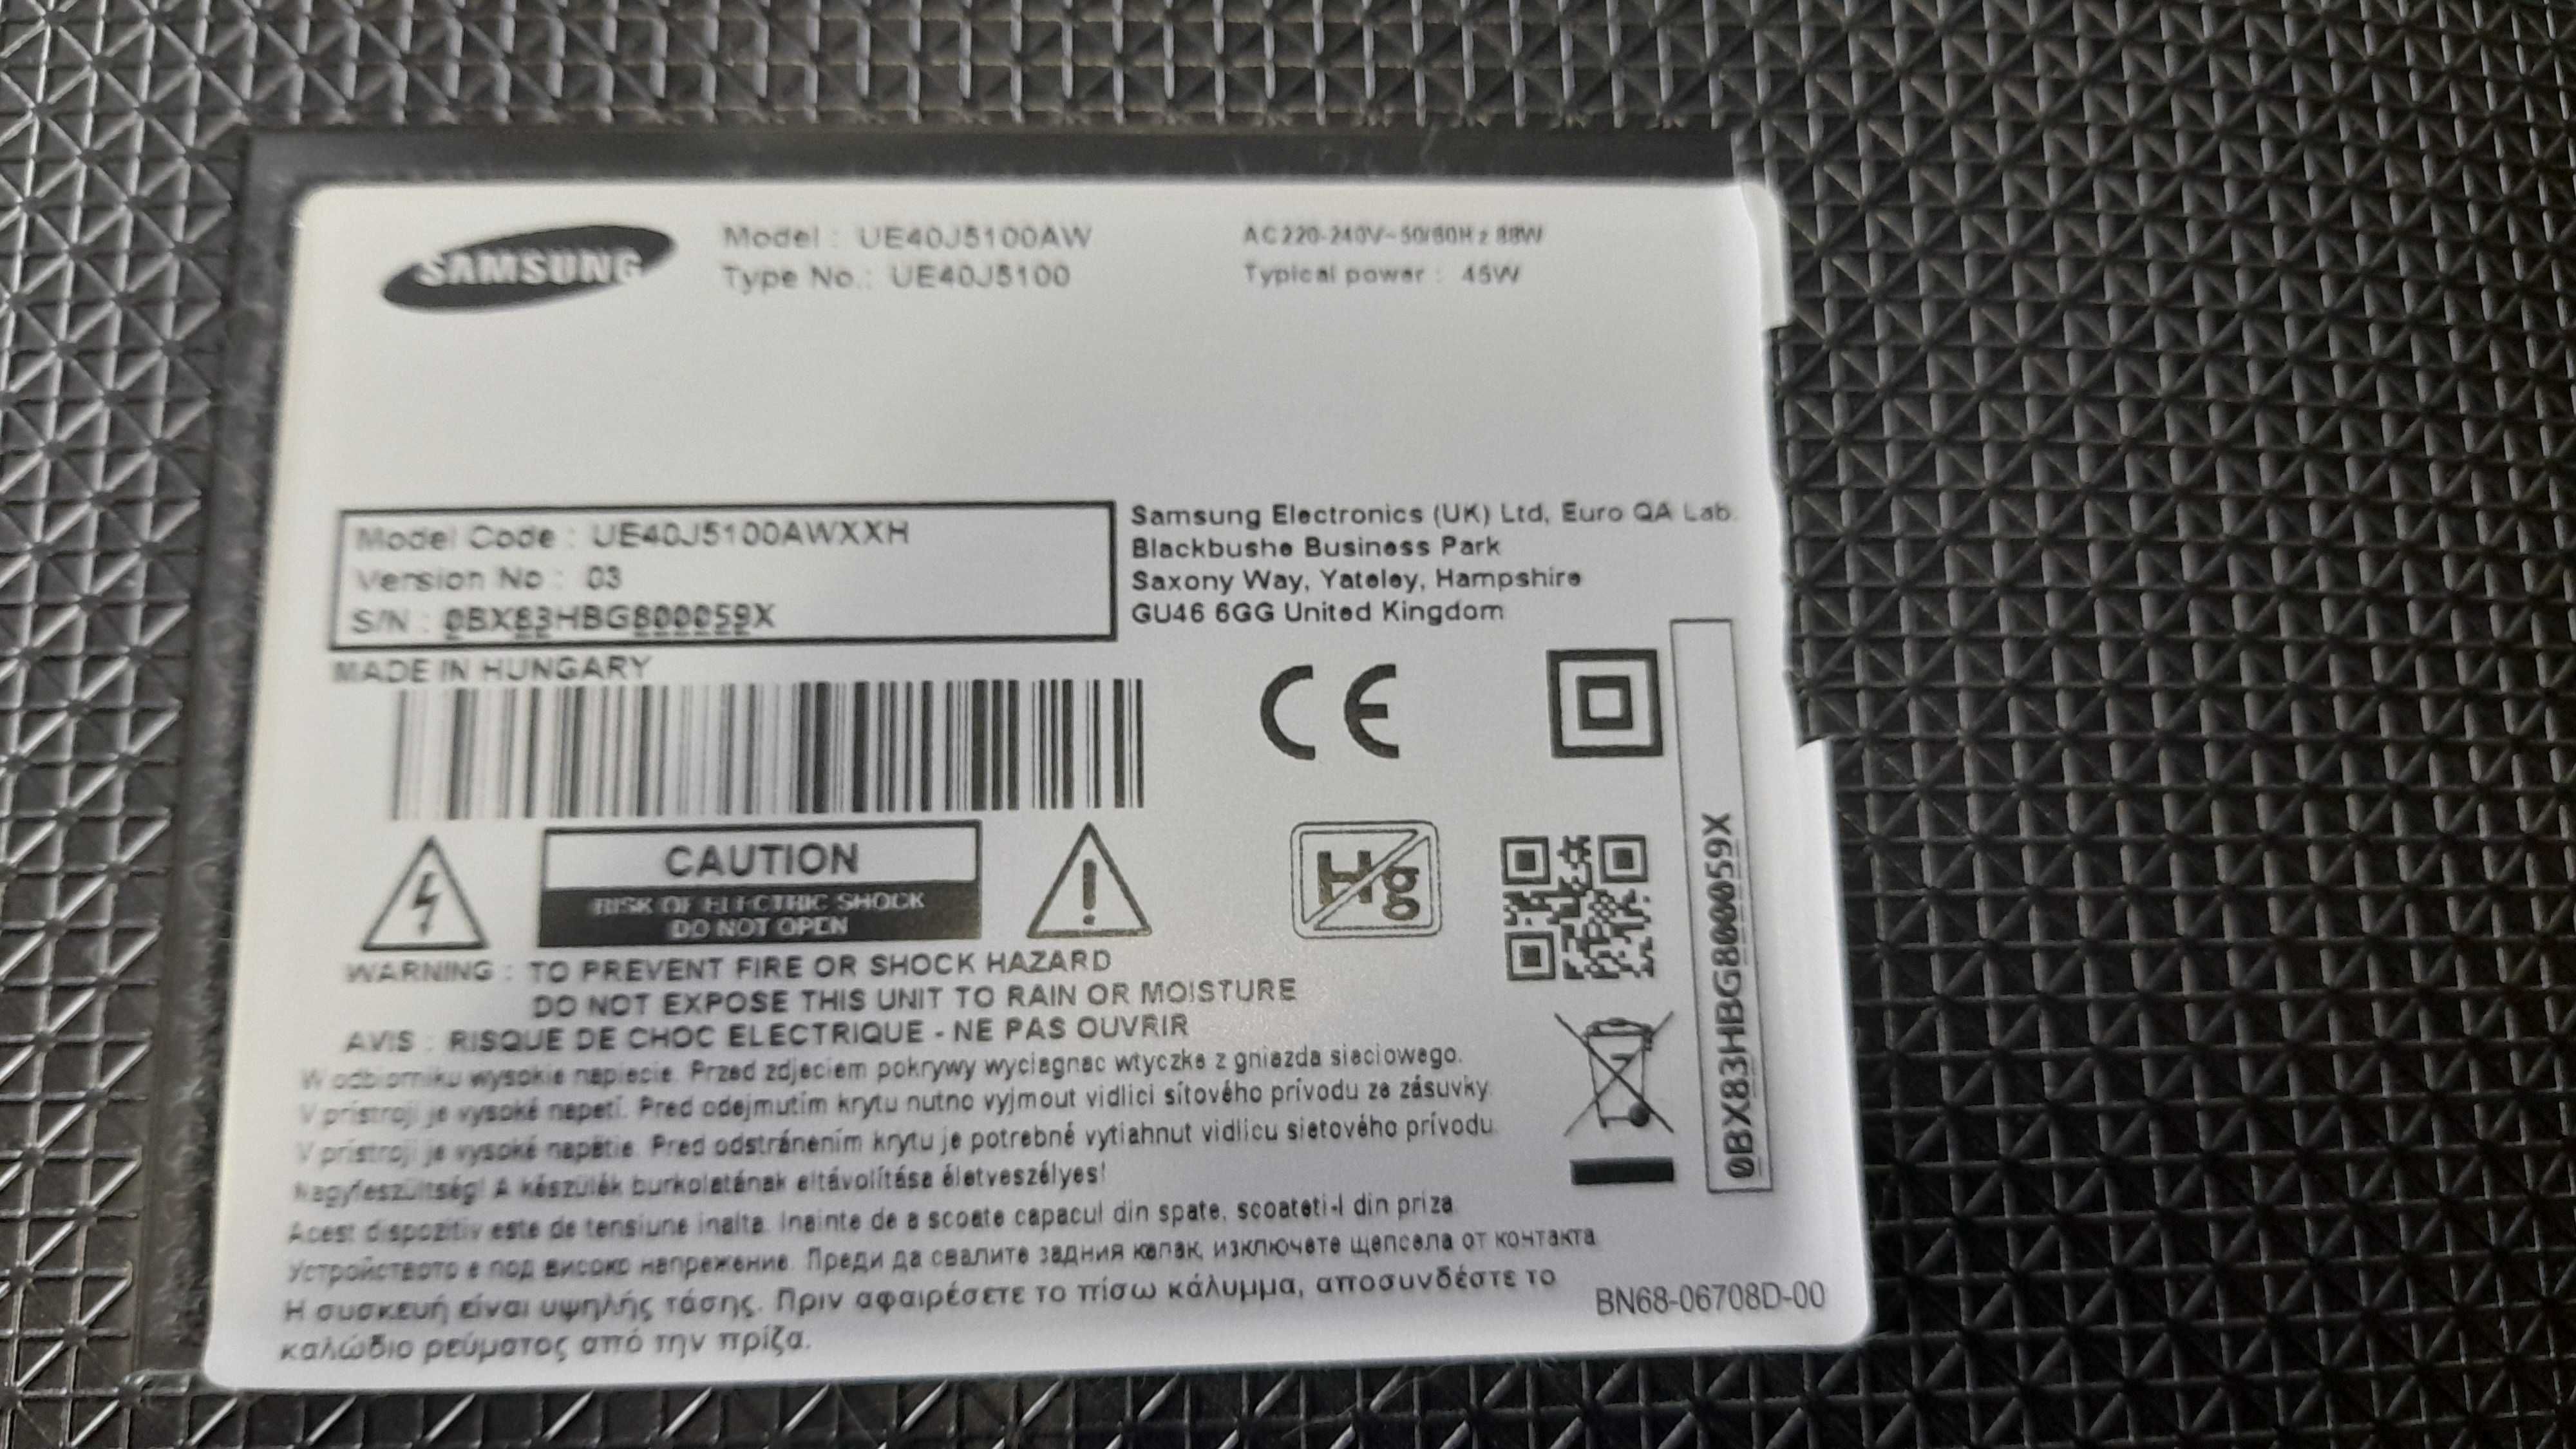 SAMSUNG
Model : UE40J5100AW
Type No.: UE40J5100
AC220-240V~50/60Hz 88W
Typical power : 45W
Model Code : UE40J5100AWXXH
Version No : 03
S/N : 0BX83HBG800059X
MADE IN HUNGARY
Samsung Electronics (UK) Ltd, Euro QA Lab.
Blackbushe Business Park
Saxony Way, Yateley, Hampshire
GU46 6GG United Kingdom
CE
CAUTION
RISK OF ELECTRIC SHOCK
DO NOT OPEN
Hg
0BX83HBG800059X
WARNING : TO PREVENT FIRE OR SHOCK HAZARD
DO NOT EXPOSE THIS UNIT TO RAIN OR MOISTURE
AVIS : RISQUE DE CHOC ELECTRIQUE - NE PAS OUVRIR
W odbiorniku wysokie napiecie. Przed zdjeciem pokrywy wyciagnac wtyczke z gniazda sieciowego.
V prístroji je vysoké napetí. Pred odejmutím krytu nutno vyjmout vidlici sítového prívodu ze zásuvky.
V prístroji je vysoké napätie. Pred odstránením krytu je potrebné vytiahnut vidlicu sietového prívodu.
Nagyfeszültség! A készülék burkolatának eltávolítása életveszélyes!
Acest dispozitiv este de tensiune inalta. Inainte de a scoate capacul din spate, scoateti-l din priza.
Устройството е под високо напрежение. Преди да свалите задния капак, изключете щепсела от контакта.
Η συσκευή είναι υψηλής τάσης. Πριν αφαιρέσετε το πίσω κάλυμμα, αποσυνδέστε το
καλώδιο ρεύματος από την πρίζα.
BN68-06708D-00